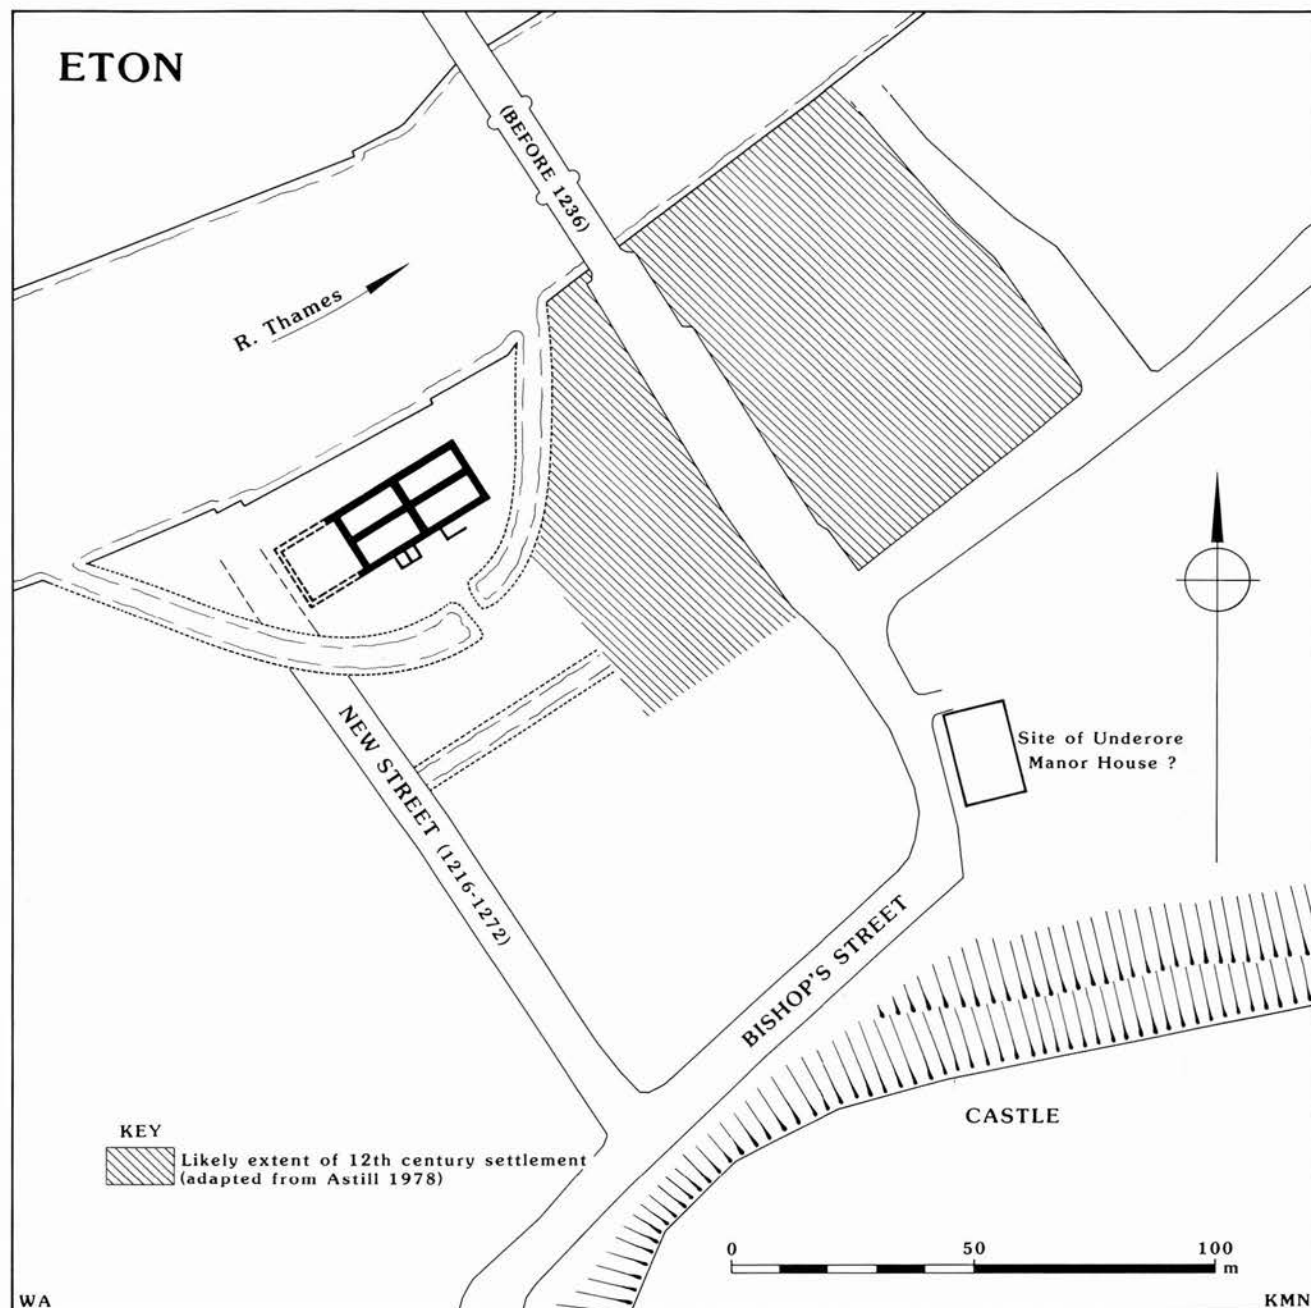 ETON
(BEFORE 1236)
R. Thames
NEW STREET (1216-1272)
Site of Underore
Manor House ?
BISHOP'S STREET
CASTLE
KEY
Likely extent of 12th century settlement
(adapted from Astill 1978)
0 50 100
m
WA
KMN